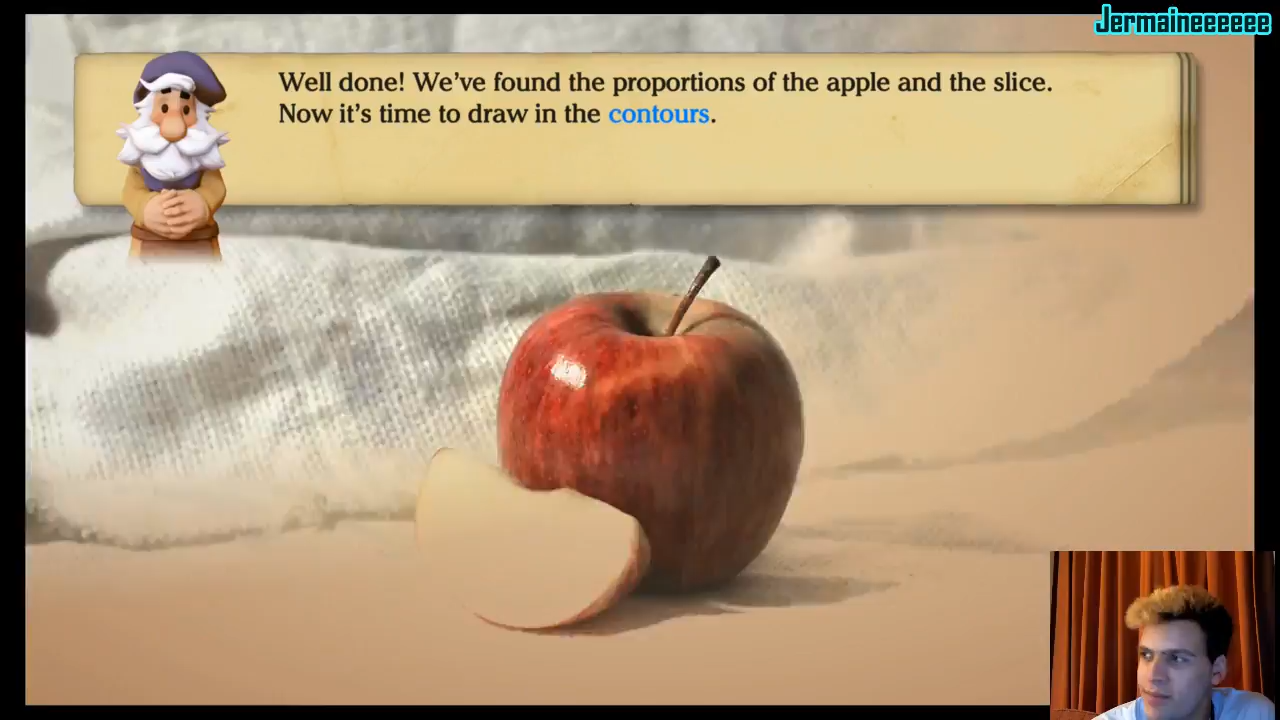 Jermaineeeeee
Well done! We've found the proportions of the apple and the slice.
Now it's time to draw in the contours.